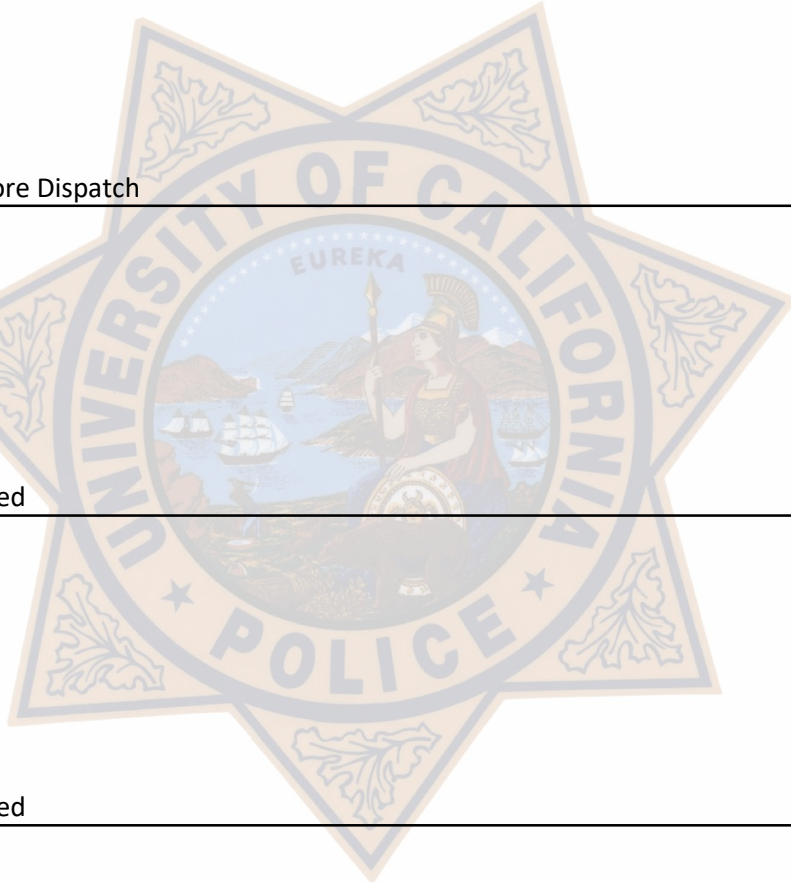 UNIVERSITY OF CALIFORNIA
ore Dispatch
EUREKA
ed
POLICE
ed